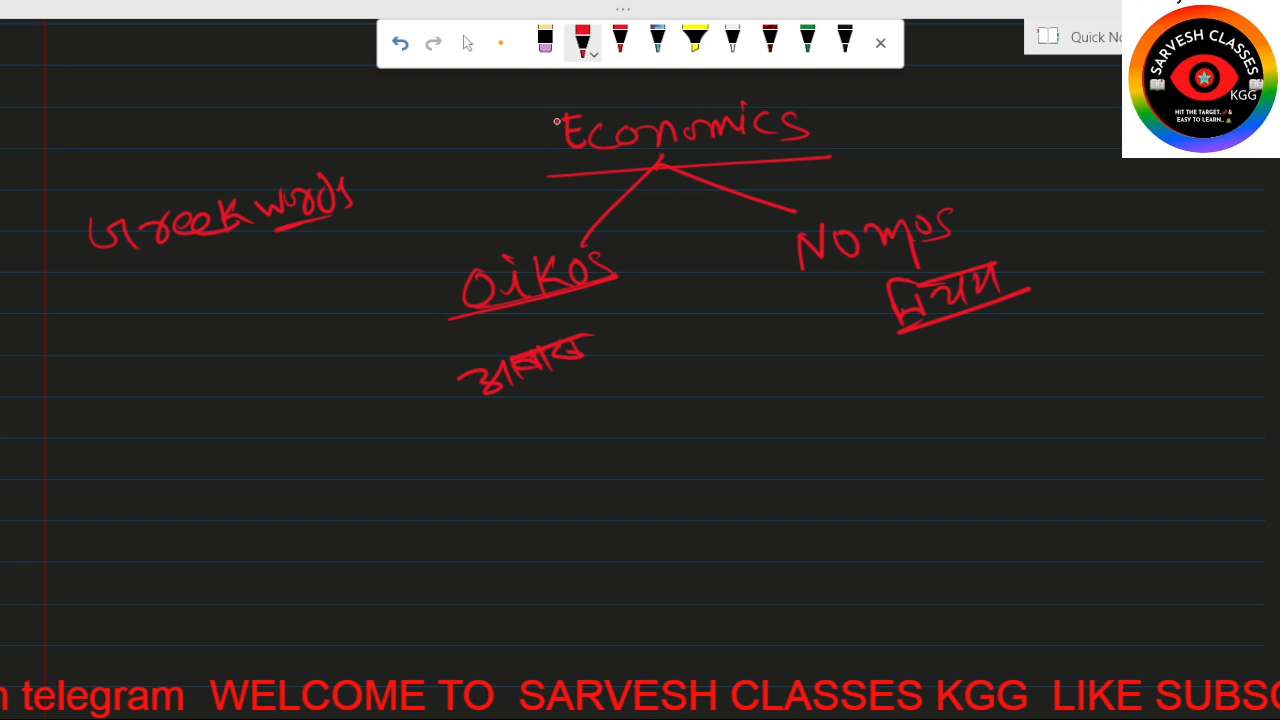 Quick No
SARVESH CLASSES
KGG
HIT THE TARGET..&
EASY TO LEARN..
Economics
Greek words
Oikos
Nomos
आवास
नियम
n telegram WELCOME TO SARVESH CLASSES KGG LIKE SUBSC